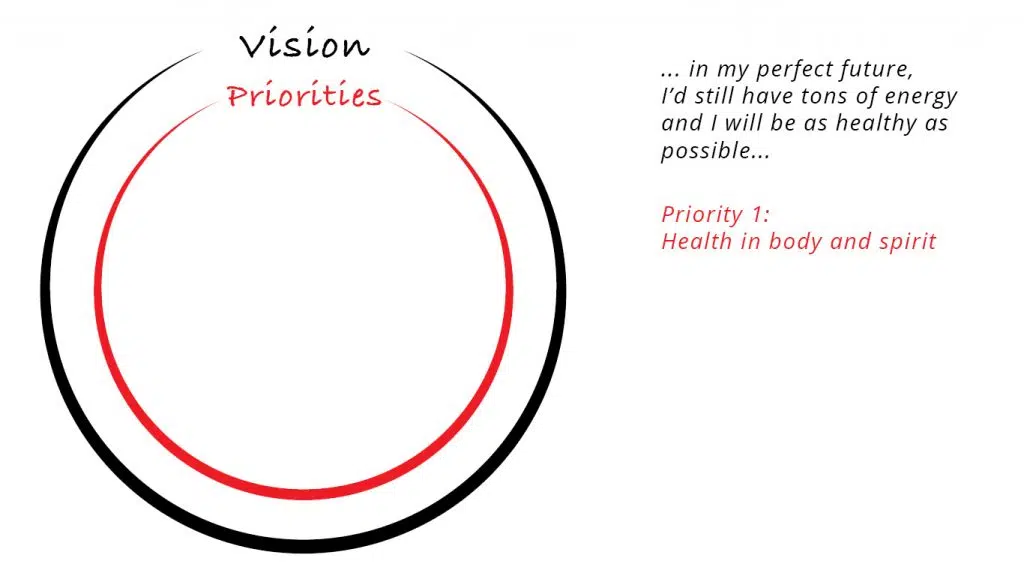 Vision
Priorities
... in my perfect future,
I’d still have tons of energy
and I will be as healthy as
possible...
Priority 1:
Health in body and spirit